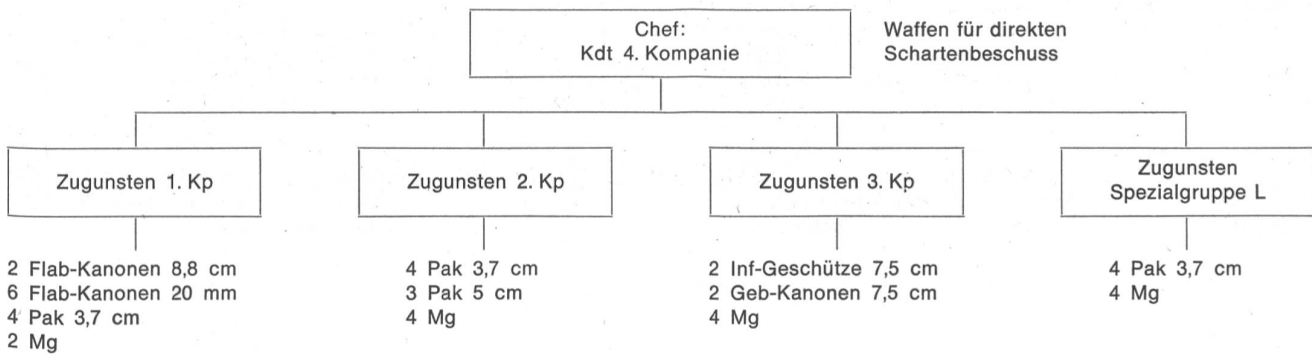 Chef:
Kdt 4. Kompanie
Waffen für direkten
Schartenbeschuss
Zugunsten 1. Kp
2 Flab-Kanonen 8,8 cm
6 Flab-Kanonen 20 mm
4 Pak 3,7 cm
2 Mg
Zugunsten 2. Kp
4 Pak 3,7 cm
3 Pak 5 cm
4 Mg
Zugunsten 3. Kp
2 Inf-Geschütze 7,5 cm
2 Geb-Kanonen 7,5 cm
4 Mg
Zugunsten
Spezialgruppe L
4 Pak 3,7 cm
4 Mg